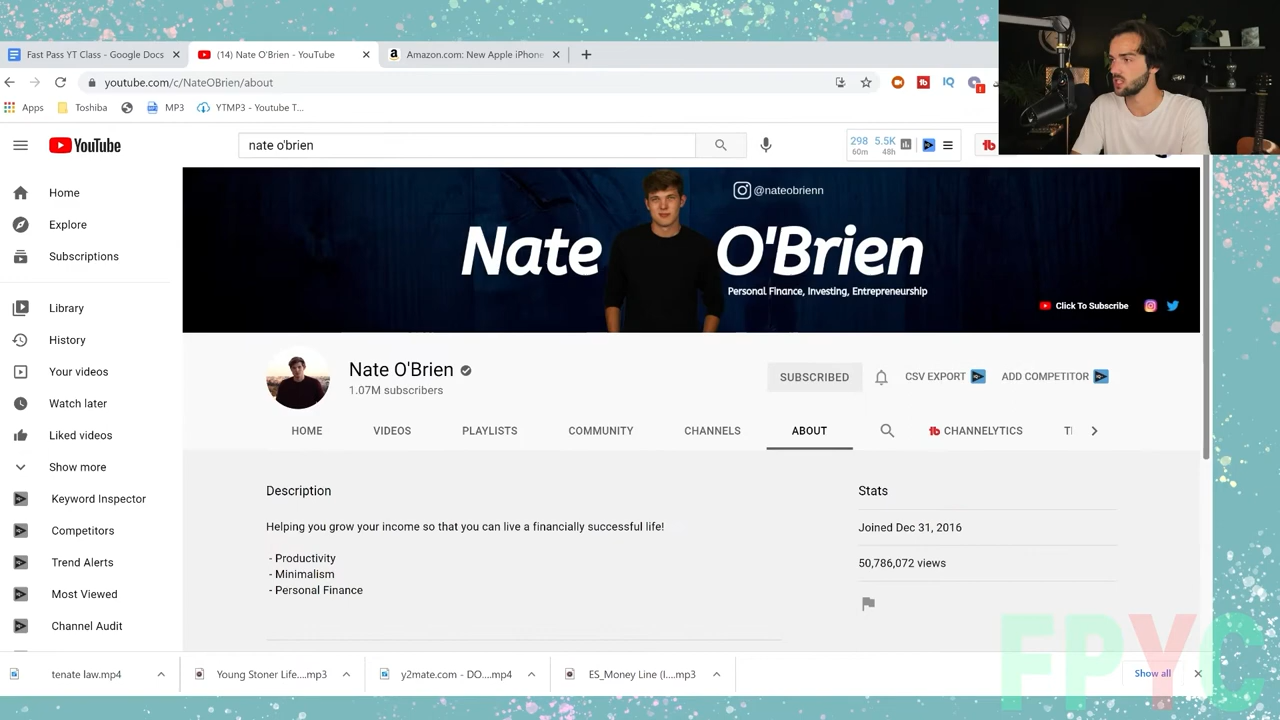 Fast Pass YT Class - Google Docs
(14) Nate O'Brien - YouTube
Amazon.com: New Apple iPhone
youtube.com/c/NateOBrien/about
Apps
Toshiba
MP3
YTMP3 - Youtube T...
YouTube
nate o'brien
298 5.5K
60m 48h
Home
Explore
Subscriptions
Library
History
Your videos
Watch later
Liked videos
Show more
Keyword Inspector
Competitors
Trend Alerts
Most Viewed
Channel Audit
@nateobrienn
Nate O'Brien
Personal Finance, Investing, Entrepreneurship
Click To Subscribe
Nate O'Brien
1.07M subscribers
SUBSCRIBED
CSV EXPORT
ADD COMPETITOR
HOME
VIDEOS
PLAYLISTS
COMMUNITY
CHANNELS
ABOUT
CHANNELYTICS
Description
Helping you grow your income so that you can live a financially successful life!
- Productivity
- Minimalism
- Personal Finance
Stats
Joined Dec 31, 2016
50,786,072 views
FPYC
tenate law.mp4
Young Stoner Life....mp3
y2mate.com - DO....mp4
ES_Money Line (I....mp3
Show all